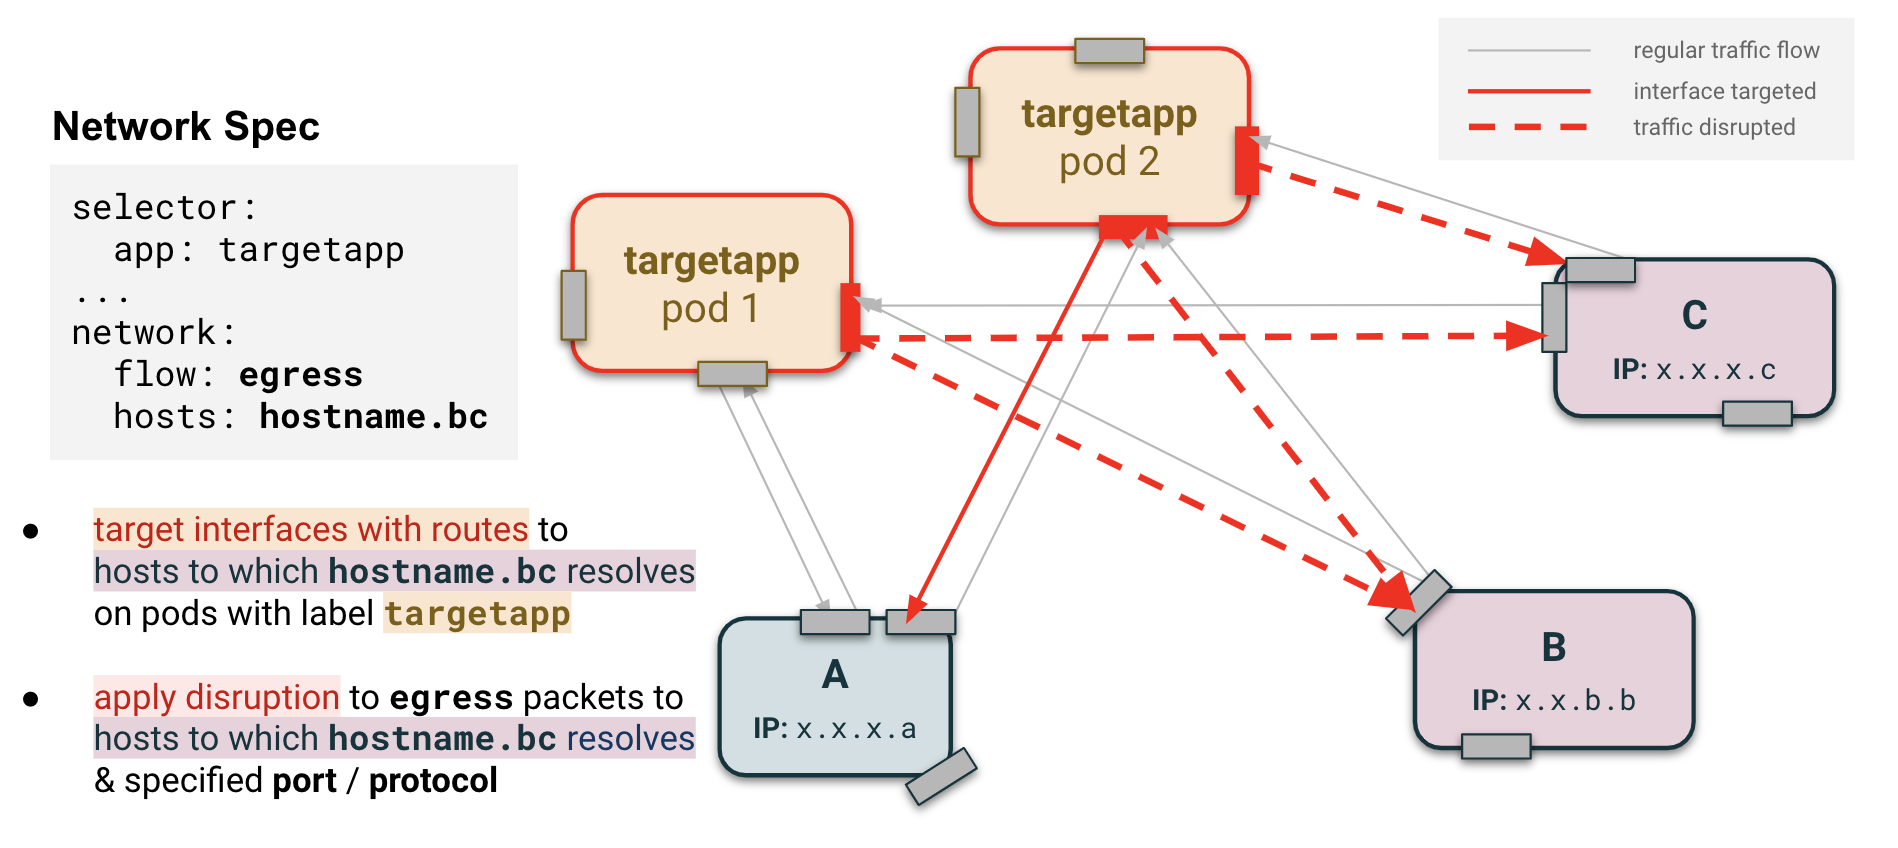 Network Spec
selector:
  app: targetapp
...
network:
  flow: egress
  hosts: hostname.bc
● target interfaces with routes to
hosts to which hostname.bc resolves
on pods with label targetapp
● apply disruption to egress packets to
hosts to which hostname.bc resolves
& specified port / protocol
targetapp
pod 1
targetapp
pod 2
regular traffic flow
interface targeted
traffic disrupted
C
IP: x.x.x.c
B
IP: x.x.b.b
A
IP: x.x.x.a